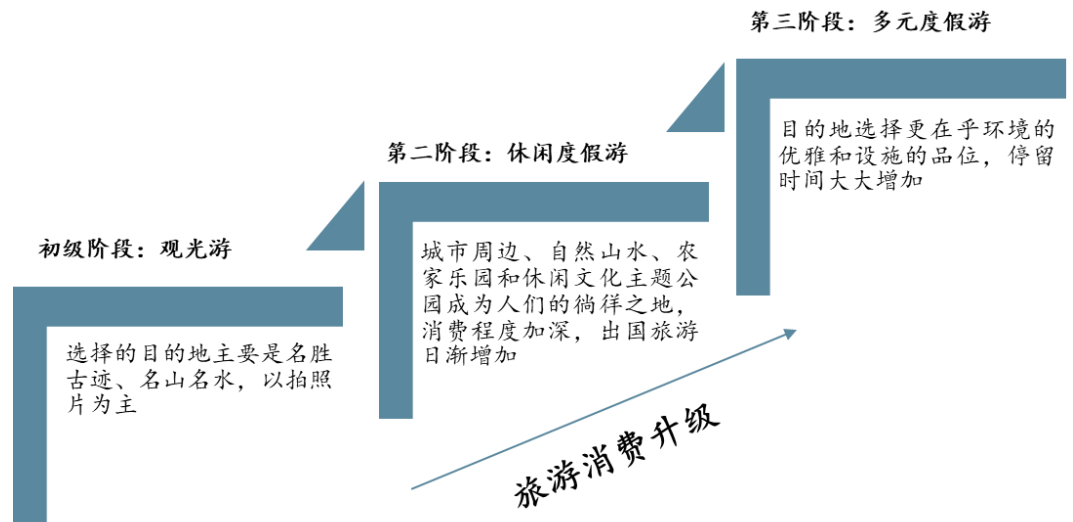 第三阶段：多元度假游
目的地选择更在乎环境的
优雅和设施的品位，停留
时间大大增加
第二阶段：休闲度假游
城市周边、自然山水、农
家乐园和休闲文化主题公
园成为人们的徜徉之地，
消费程度加深，出国旅游
日渐增加
初级阶段：观光游
选择的目的地主要是名胜
古迹、名山名水，以拍照
片为主
旅游消费升级